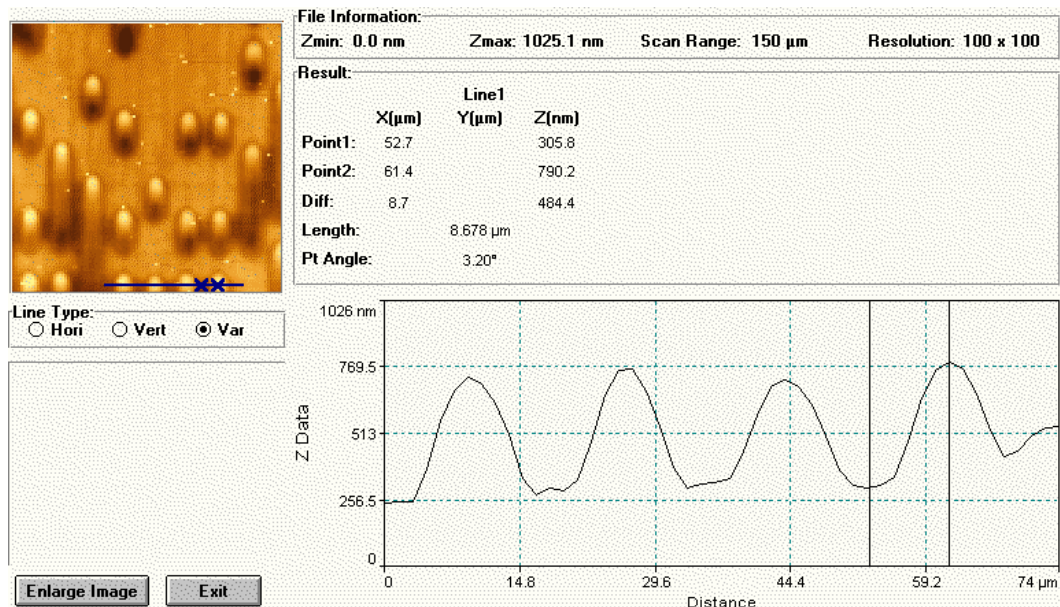 File Information:
Zmin: 0.0 nm Zmax: 1025.1 nm Scan Range: 150 µm Resolution: 100 x 100
Result:
Line1
X(µm) Y(µm) Z(nm)
Point1: 52.7 305.8
Point2: 61.4 790.2
Diff: 8.7 484.4
Length: 8.678 µm
Pt Angle: 3.20°
Line Type:
Hori Vert Var
1026 nm
769.5
513
256.5
0
Z Data
0 14.8 29.6 44.4 59.2 74 µm
Distance
Enlarge Image Exit